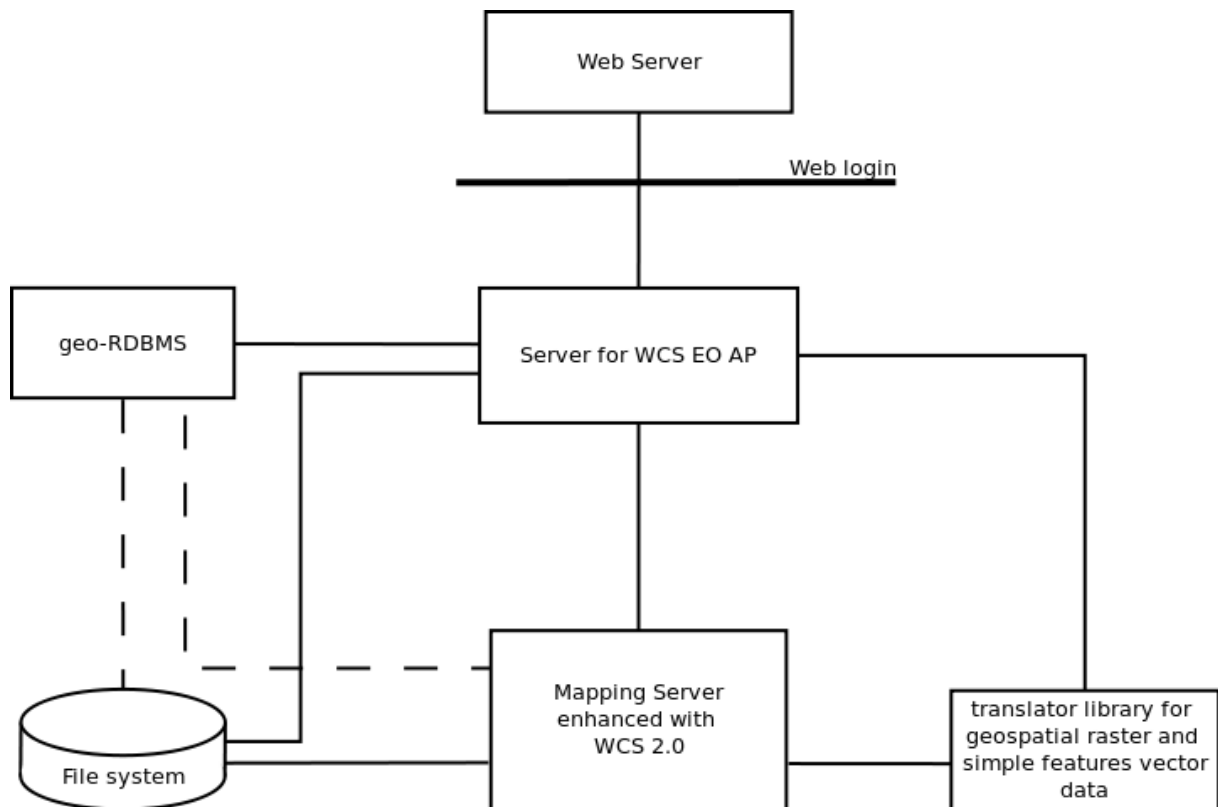 Web Server
Web login
geo-RDBMS
Server for WCS EO AP
Mapping Server
enhanced with
WCS 2.0
translator library for
geospatial raster and
simple features vector
data
File system